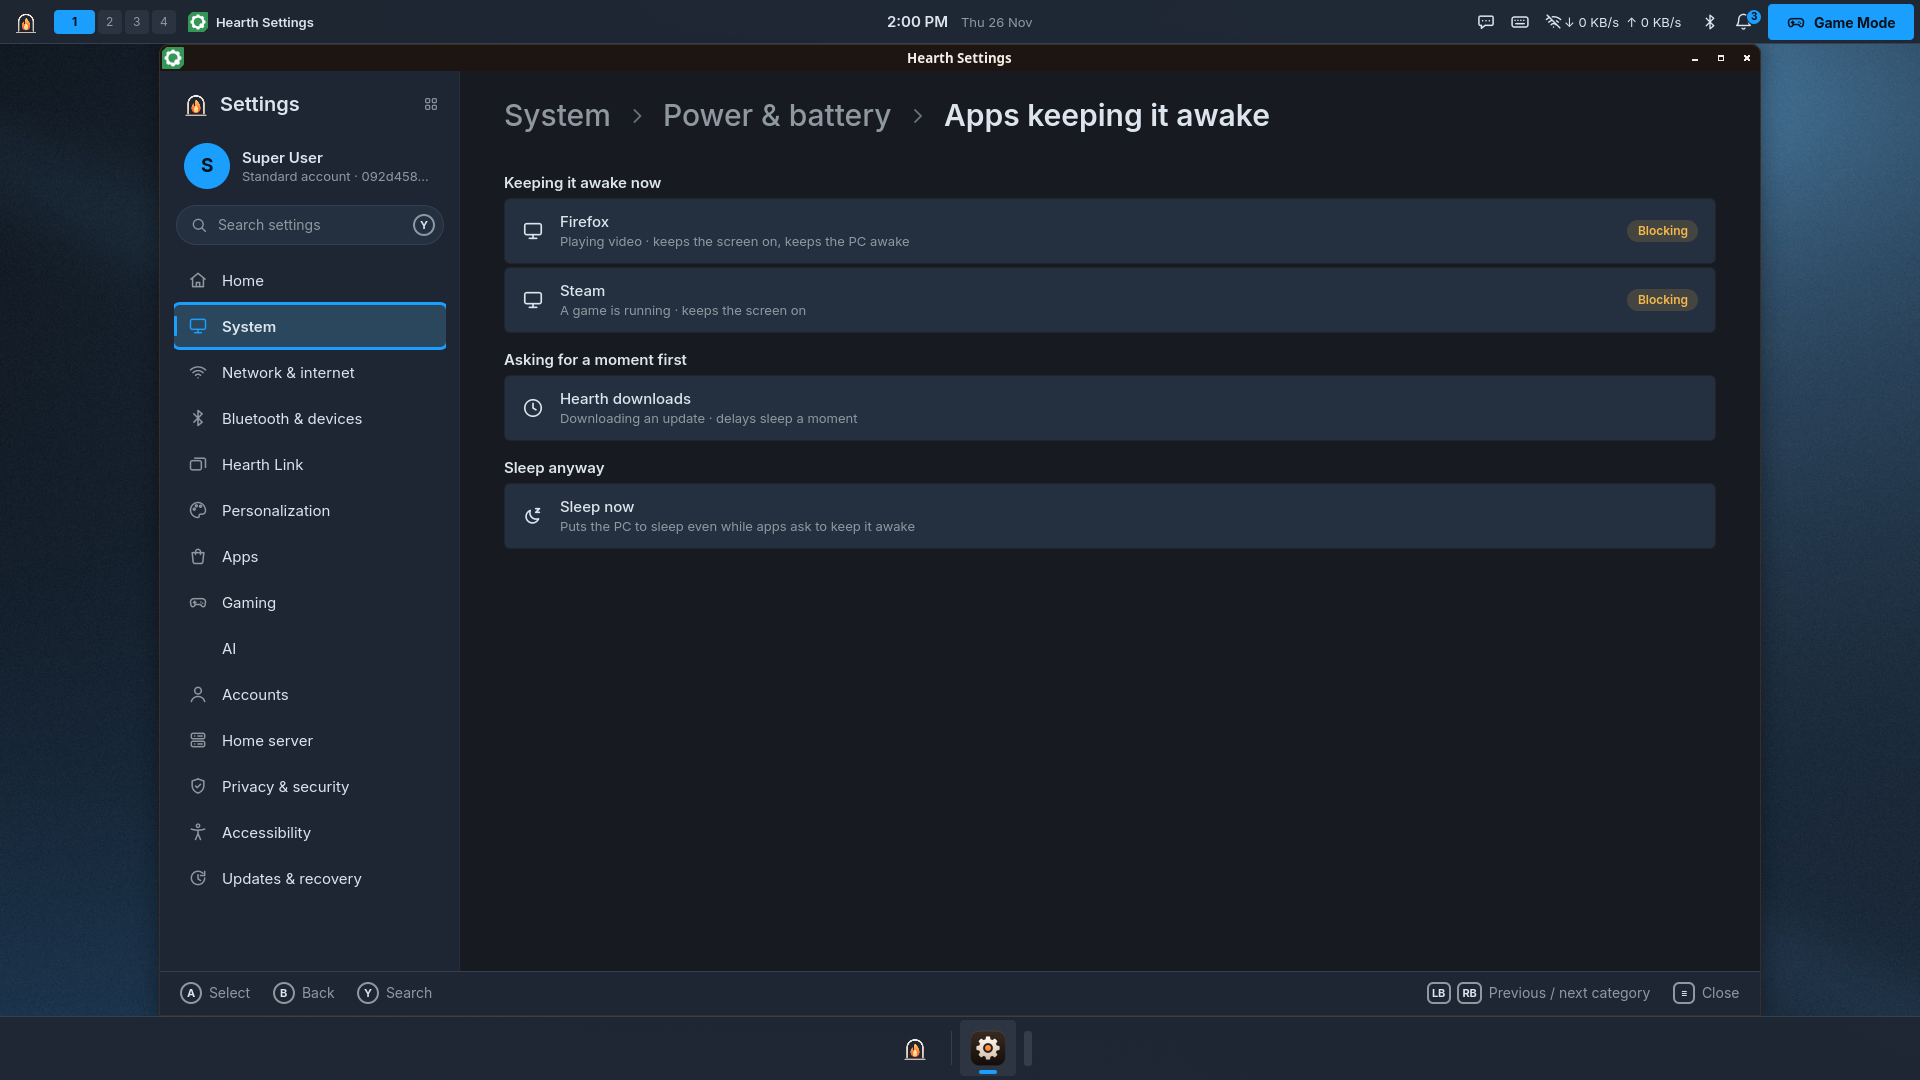 1 2 3 4 Hearth Settings 2:00 PM Thu 26 Nov ↓ 0 KB/s ↑ 0 KB/s 3 Game Mode
Hearth Settings
Settings
S
Super User
Standard account · 092d458...
Search settings Y
Home
System
Network & internet
Bluetooth & devices
Hearth Link
Personalization
Apps
Gaming
AI
Accounts
Home server
Privacy & security
Accessibility
Updates & recovery
System > Power & battery > Apps keeping it awake
Keeping it awake now
Firefox
Playing video · keeps the screen on, keeps the PC awake
Blocking
Steam
A game is running · keeps the screen on
Blocking
Asking for a moment first
Hearth downloads
Downloading an update · delays sleep a moment
Sleep anyway
Sleep now
Puts the PC to sleep even while apps ask to keep it awake
A Select B Back Y Search LB RB Previous / next category ≡ Close